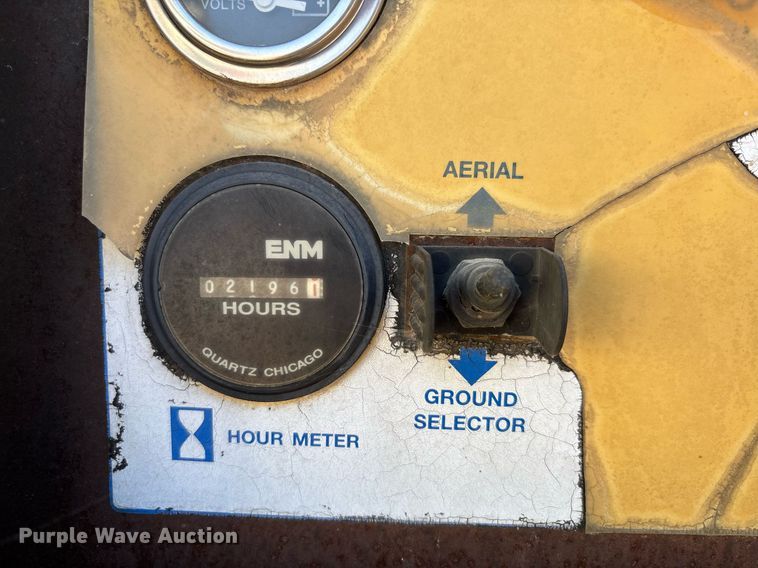 VOLTS
+
AERIAL
ENM
021961
HOURS
QUARTZ CHICAGO
GROUND
SELECTOR
HOUR METER
Purple Wave Auction